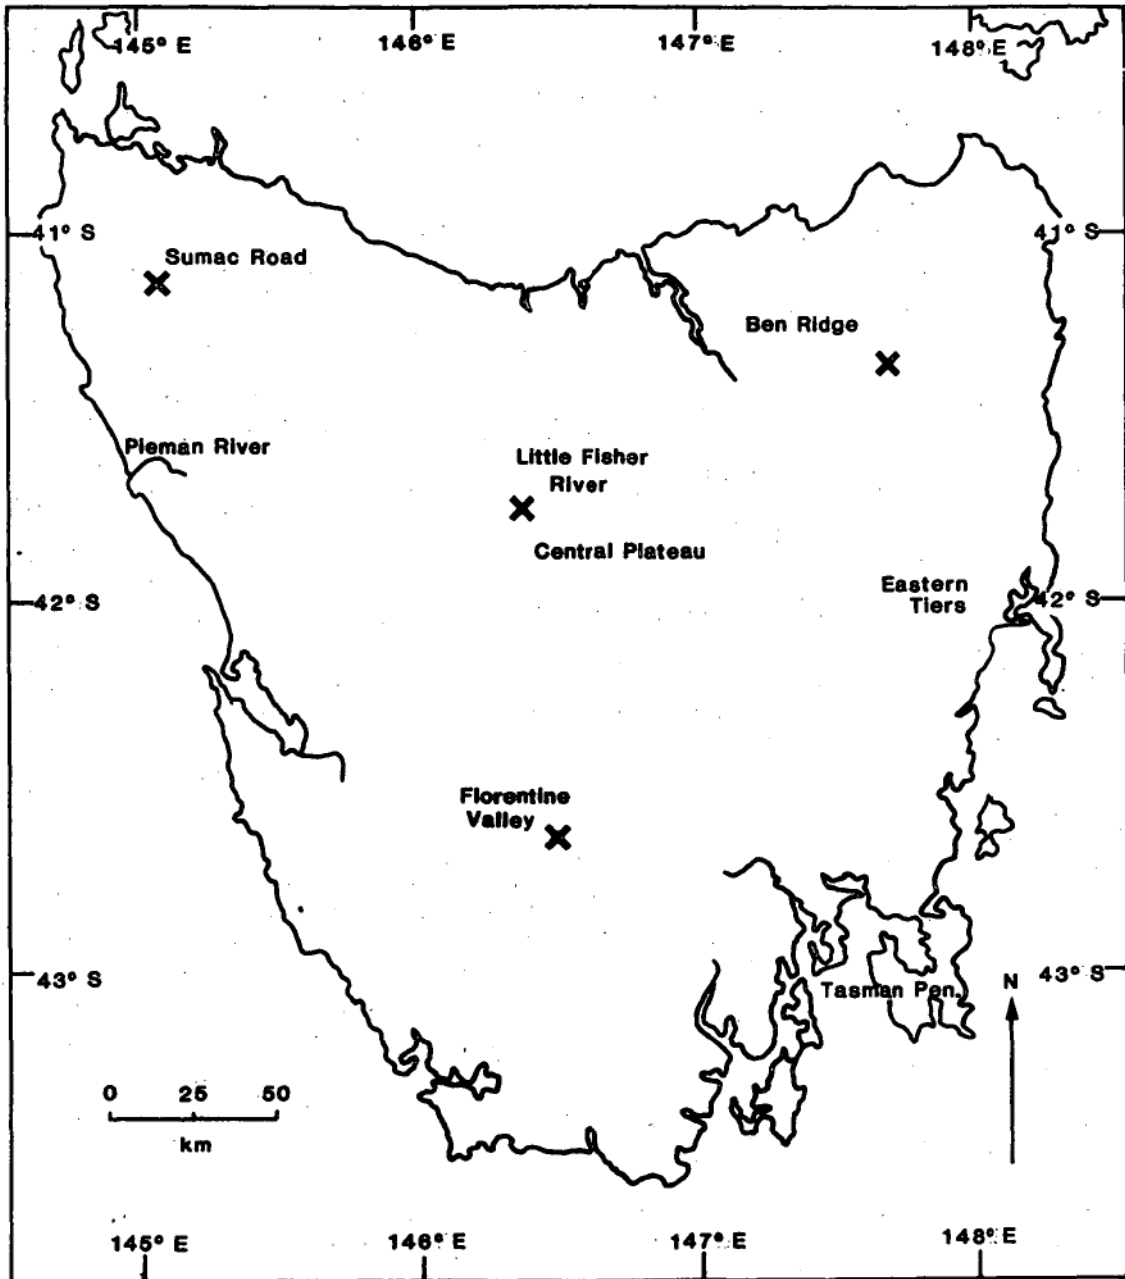 145° E
146° E
147° E
148° E
41° S
41° S
Sumac Road
Ben Ridge
Pieman River
Little Fisher
River
Central Plateau
Eastern
Tiers
42° S
42° S
Florentine
Valley
43° S
43° S
Tasman Pen.
N
0 25 50
km
145° E
146° E
147° E
148° E